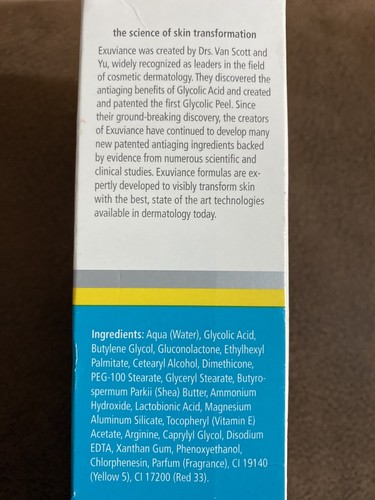 the science of skin transformation
Exuviance was created by Drs. Van Scott and
Yu, widely recognized as leaders in the field
of cosmetic dermatology. They discovered the
antiaging benefits of Glycolic Acid and created
and patented the first Glycolic Peel. Since
their ground-breaking discovery, the creators
of Exuviance have continued to develop many
new patented antiaging ingredients backed
by evidence from numerous scientific and
clinical studies. Exuviance formulas are ex-
pertly developed to visibly transform skin
with the best, state of the art technologies
available in dermatology today.
Ingredients: Aqua (Water), Glycolic Acid,
Butylene Glycol, Gluconolactone, Ethylhexyl
Palmitate, Cetearyl Alcohol, Dimethicone,
PEG-100 Stearate, Glyceryl Stearate, Butyro-
spermum Parkii (Shea) Butter, Ammonium
Hydroxide, Lactobionic Acid, Magnesium
Aluminum Silicate, Tocopheryl (Vitamin E)
Acetate, Arginine, Caprylyl Glycol, Disodium
EDTA, Xanthan Gum, Phenoxyethanol,
Chlorphenesin, Parfum (Fragrance), CI 19140
(Yellow 5), CI 17200 (Red 33).